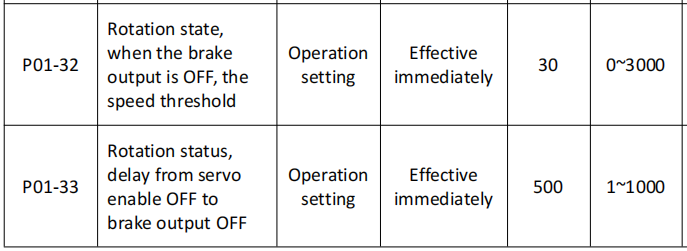 P01-32
Rotation state,
when the brake
output is OFF, the
speed threshold
Operation
setting
Effective
immediately
30
0~3000
P01-33
Rotation status,
delay from servo
enable OFF to
brake output OFF
Operation
setting
Effective
immediately
500
1~1000